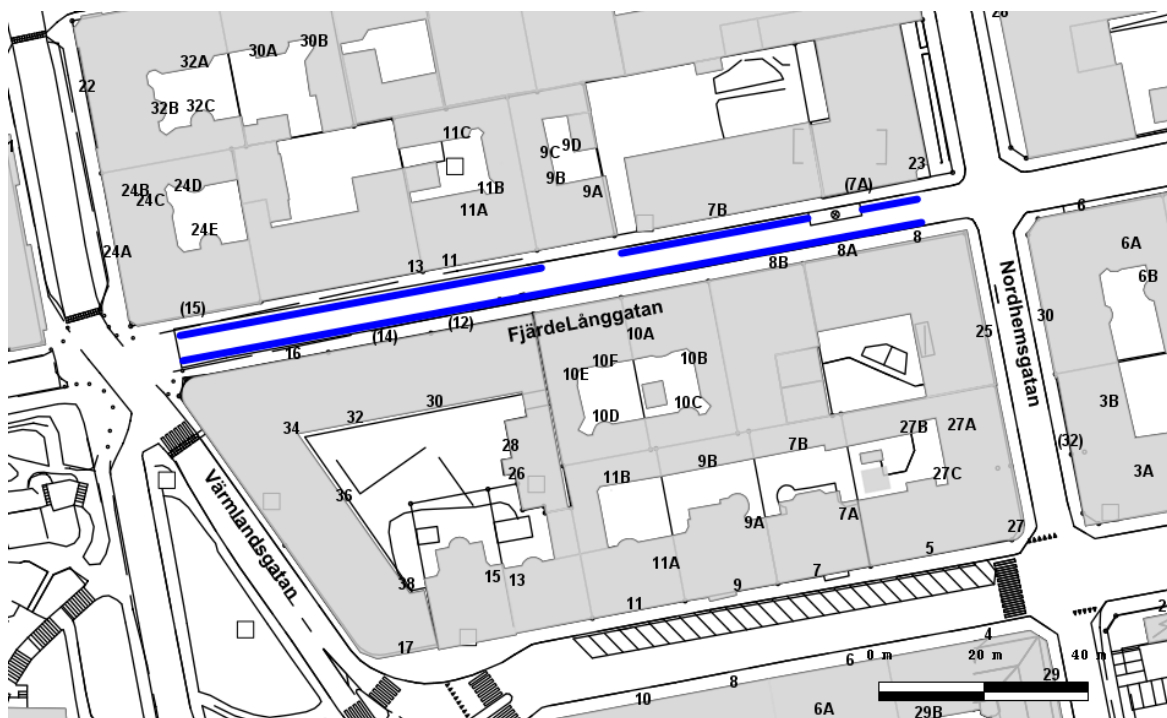 26
30B
30A
32A
22
32B
32C
11C
9D
9C
9B
9A
11B
11A
23
(7A)
7B
24B
24D
24C
24E
24A
6
8
8A
8B
6A
6B
13
11
(15)
(12)
(14)
16
FjärdeLånggatan
Nordhemsgatan
30
25
10A
10F
10B
10E
10C
10D
32
30
34
28
26
36
38
3B
27A
27B
27C
7B
9B
11B
9A
7A
11A
(32)
3A
27
Värmlandsgatan
15
13
5
7
9
11
17
4
6
8
10
0 m
20 m
40 m
29
6A
29B